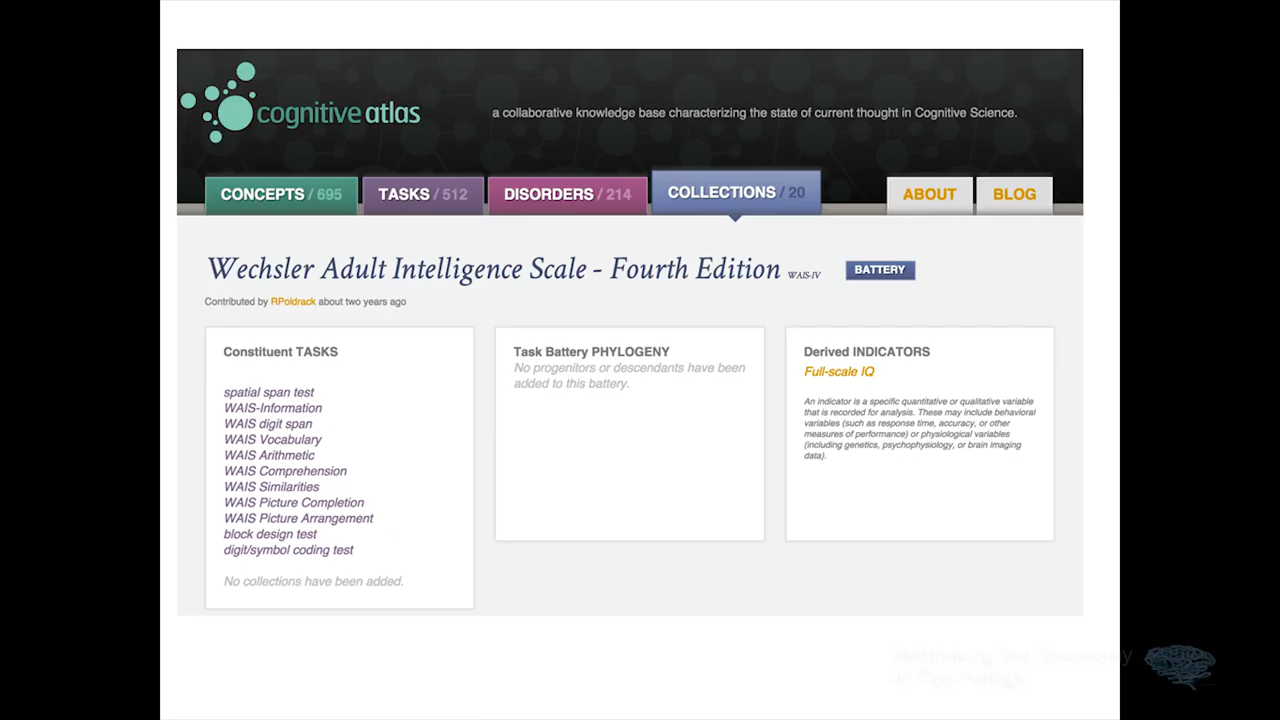 cognitive atlas
a collaborative knowledge base characterizing the state of current thought in Cognitive Science.
CONCEPTS / 695
TASKS / 512
DISORDERS / 214
COLLECTIONS / 20
ABOUT
BLOG
Wechsler Adult Intelligence Scale - Fourth Edition WAIS-IV
BATTERY
Contributed by RPoldrack about two years ago
Constituent TASKS
spatial span test
WAIS-Information
WAIS digit span
WAIS Vocabulary
WAIS Arithmetic
WAIS Comprehension
WAIS Similarities
WAIS Picture Completion
WAIS Picture Arrangement
block design test
digit/symbol coding test
No collections have been added.
Task Battery PHYLOGENY
No progenitors or descendants have been
added to this battery.
Derived INDICATORS
Full-scale IQ
An indicator is a specific quantitative or qualitative variable
that is recorded for analysis. These may include behavioral
variables (such as response time, accuracy, or other
measures of performance) or physiological variables
(including genetics, psychophysiology, or brain imaging
data).